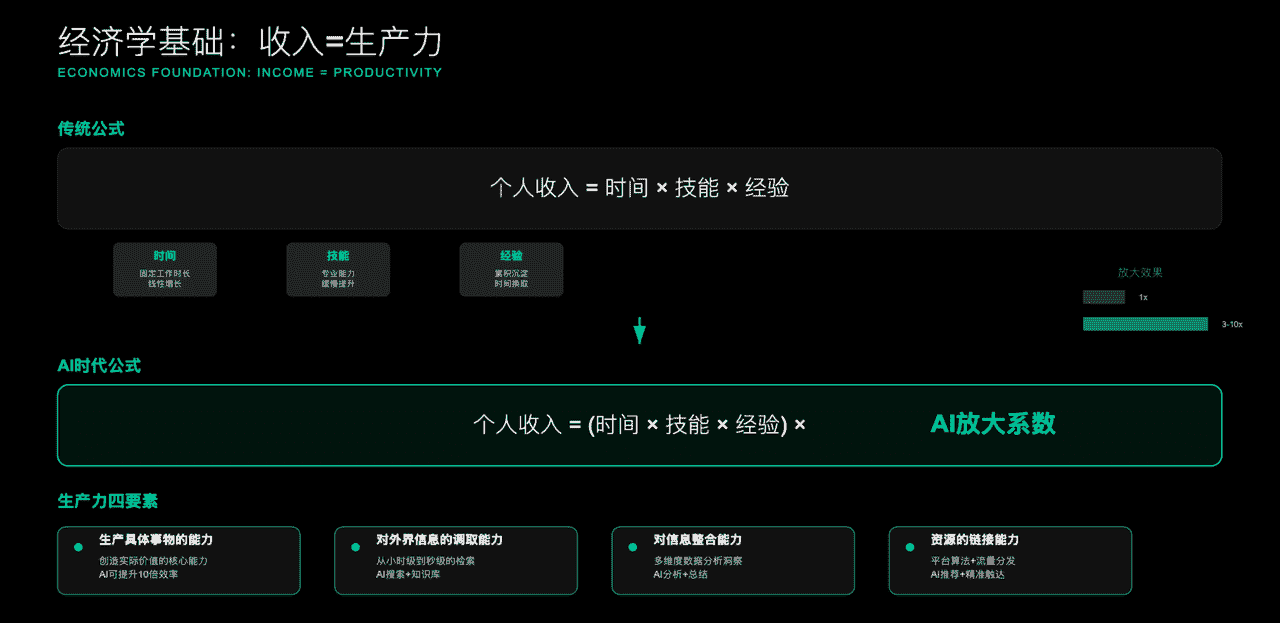 经济学基础：收入=生产力
ECONOMICS FOUNDATION: INCOME = PRODUCTIVITY
传统公式
个人收入 = 时间 × 技能 × 经验
时间
固定工作时长
线性增长
技能
专业能力
缓慢提升
经验
累积沉淀
时间换取
放大效果
1x
3-10x
AI时代公式
个人收入 = (时间 × 技能 × 经验) × AI放大系数
生产力四要素
生产具体事物的能力
创造实际价值的核心能力
AI可提升10倍效率
对外界信息的调取能力
从小时级到秒级的检索
AI搜索+知识库
对信息整合能力
多维度数据分析洞察
AI分析+总结
资源的链接能力
平台算法+流量分发
AI推荐+精准触达